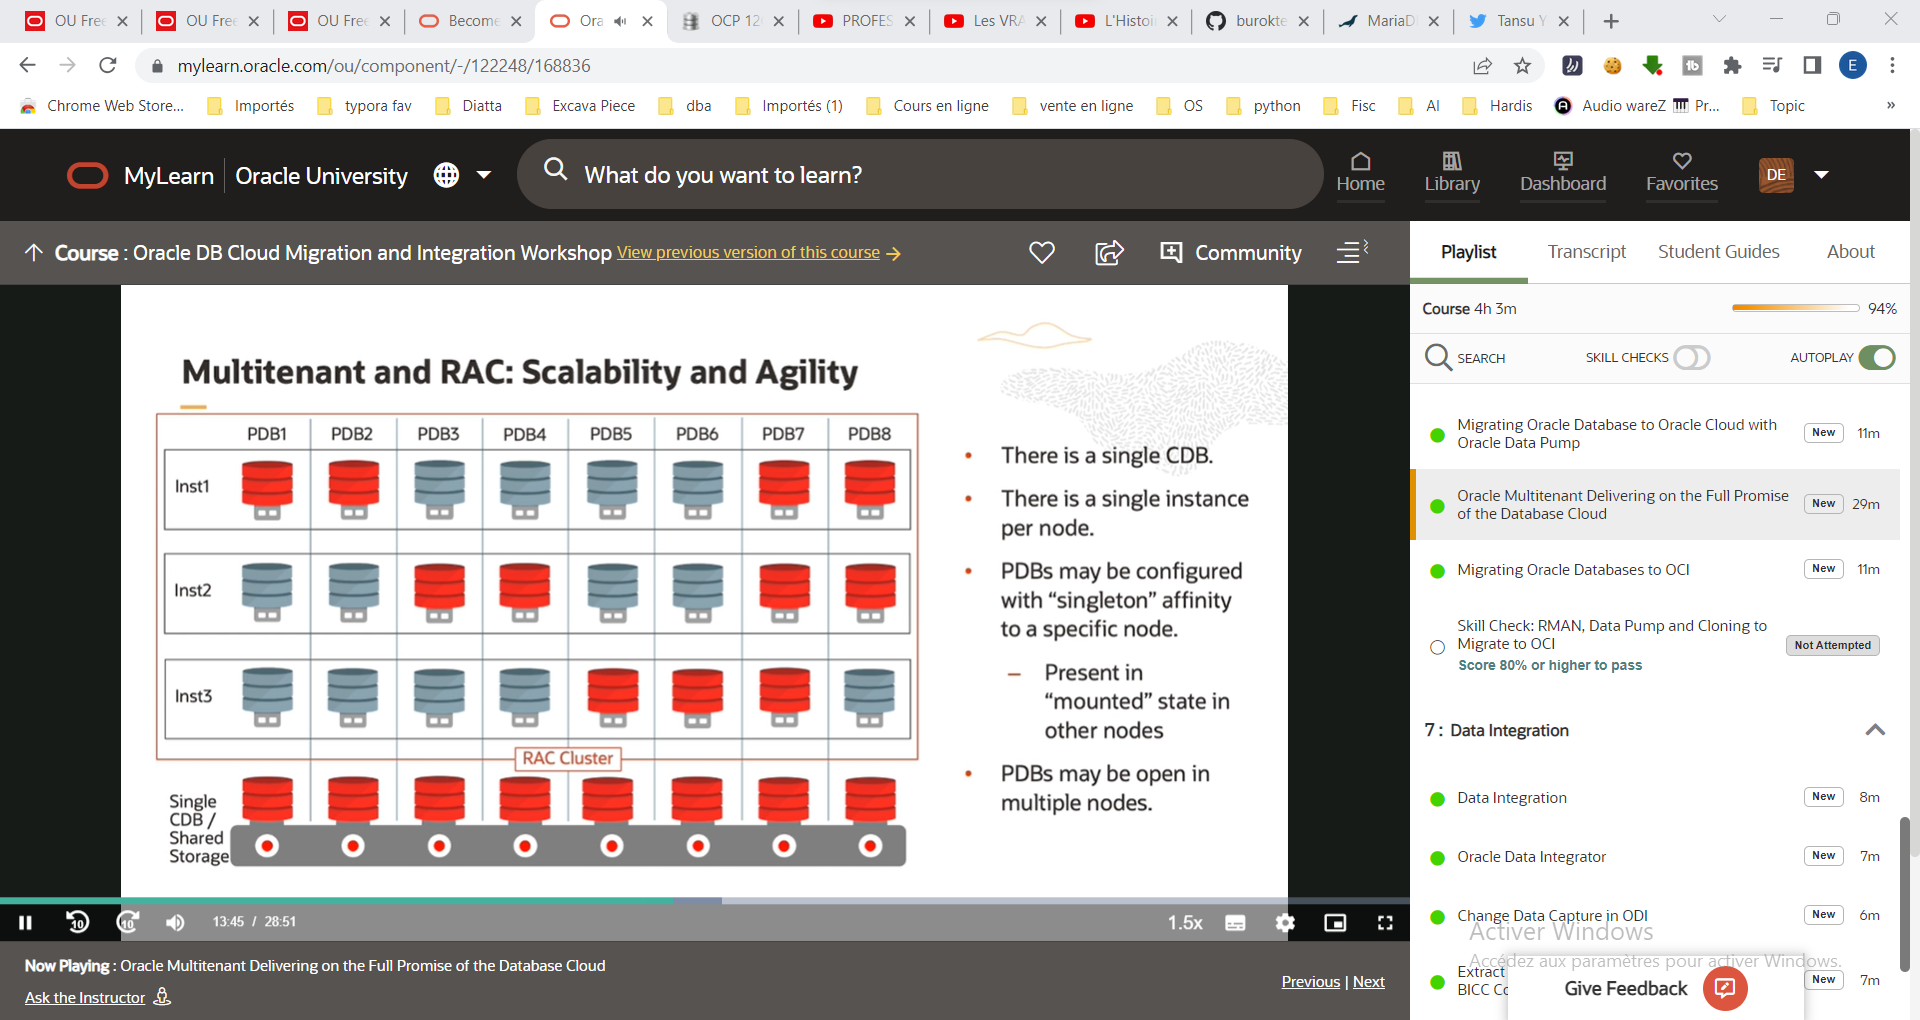 OU Free
OU Free
OU Free
Become
Ora
OCP 12
PROFES
Les VRA
L'Histoi
burokte
MariaD
Tansu Y
mylearn.oracle.com/ou/component/-/122248/168836
E
Chrome Web Store...
Importés
typora fav
Diatta
Excava Piece
dba
Importés (1)
Cours en ligne
vente en ligne
OS
python
Fisc
AI
Hardis
Audio wareZ
Pr...
Topic
»
MyLearn
Oracle University
What do you want to learn?
Home
Library
Dashboard
Favorites
DE
Course : Oracle DB Cloud Migration and Integration Workshop View previous version of this course →
Community
Playlist
Transcript
Student Guides
About
Course 4h 3m
94%
SEARCH
SKILL CHECKS
AUTOPLAY
Multitenant and RAC: Scalability and Agility
PDB1
PDB2
PDB3
PDB4
PDB5
PDB6
PDB7
PDB8
Inst1
Inst2
Inst3
RAC Cluster
Single
CDB /
Shared
Storage
• There is a single CDB.
• There is a single instance
per node.
• PDBs may be configured
with “singleton” affinity
to a specific node.
– Present in
“mounted” state in
other nodes
• PDBs may be open in
multiple nodes.
Migrating Oracle Database to Oracle Cloud with
Oracle Data Pump
New
11m
Oracle Multitenant Delivering on the Full Promise
of the Database Cloud
New
29m
Migrating Oracle Databases to OCI
New
11m
Skill Check: RMAN, Data Pump and Cloning to
Migrate to OCI
Score 80% or higher to pass
Not Attempted
7 : Data Integration
Data Integration
New
8m
Oracle Data Integrator
New
7m
Change Data Capture in ODI
New
6m
Activer Windows
Accédez aux paramètres pour activer Windows.
Extract
BICC Co
New
7m
Give Feedback
10
10
13:45 / 28:51
1.5x
Now Playing : Oracle Multitenant Delivering on the Full Promise of the Database Cloud
Ask the Instructor
Previous | Next